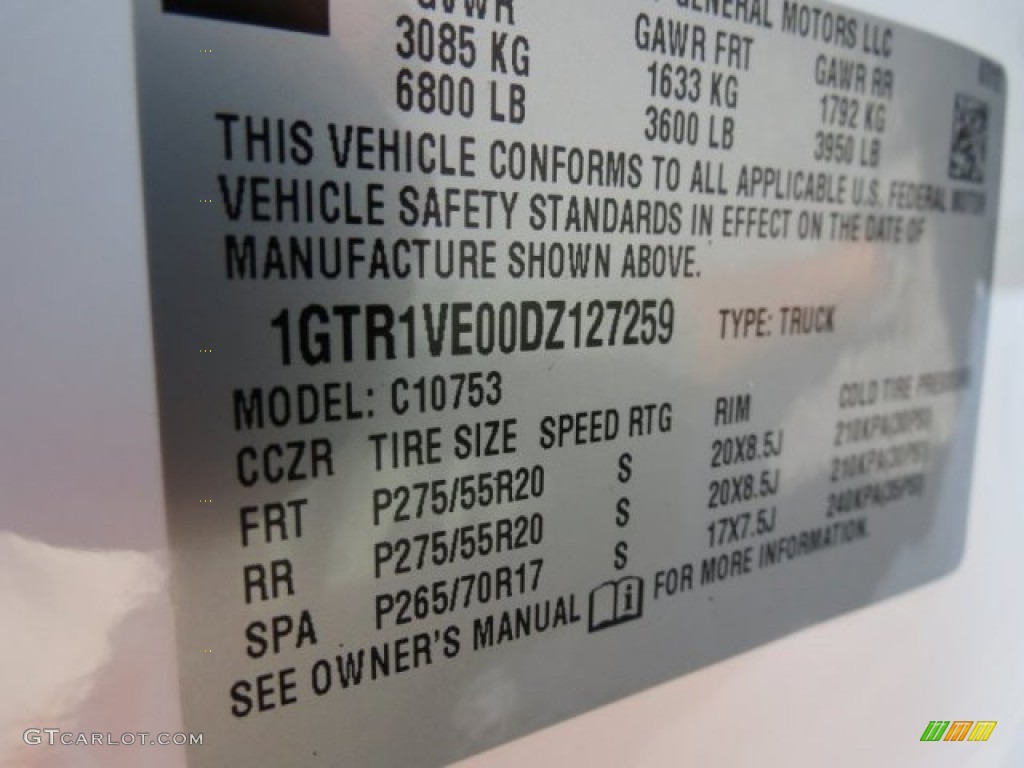 GVWR GAWR FRT GAWR RR
GENERAL MOTORS LLC
3085 KG 1633 KG 1792 KG
6800 LB 3600 LB 3950 LB
THIS VEHICLE CONFORMS TO ALL APPLICABLE U.S. FEDERAL MOTOR
VEHICLE SAFETY STANDARDS IN EFFECT ON THE DATE OF
MANUFACTURE SHOWN ABOVE.
1GTR1VE00DZ127259 TYPE: TRUCK
MODEL: C10753
CCZR TIRE SIZE SPEED RTG RIM COLD TIRE PRESSURE
FRT P275/55R20 S 20X8.5J 210KPA(30PSI)
RR P275/55R20 S 20X8.5J 210KPA(30PSI)
SPA P265/70R17 S 17X7.5J 240KPA(35PSI)
SEE OWNER'S MANUAL i FOR MORE INFORMATION.
GTCARLOT.COM